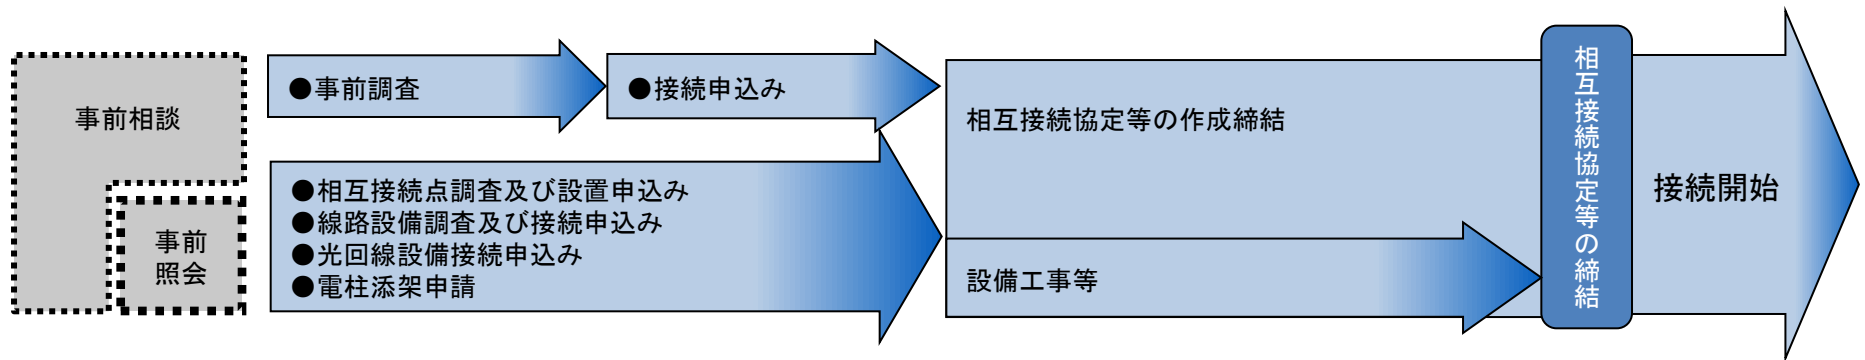 事前相談
事前
照会
●事前調査
●接続申込み
●相互接続点調査及び設置申込み
●線路設備調査及び接続申込み
●光回線設備接続申込み
●電柱添架申請
相互接続協定等の作成締結
設備工事等
相互接続協定等の締結
接続開始